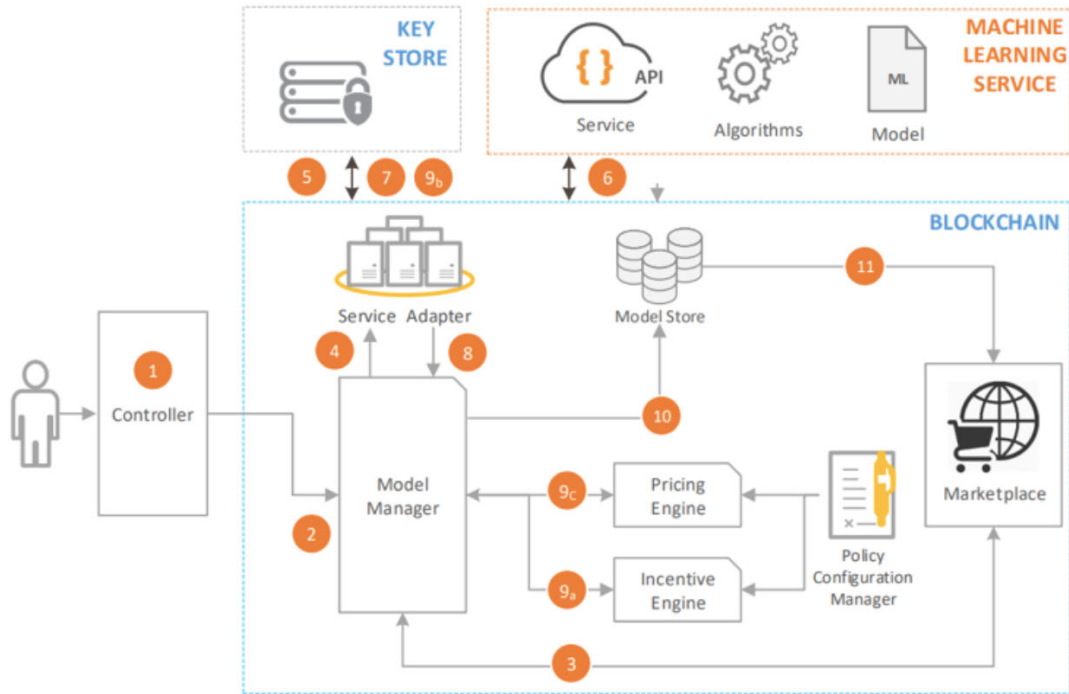 KEY
STORE
MACHINE
LEARNING
SERVICE
{ }
API
ML
Service
Algorithms
Model
5
7
9b
6
BLOCKCHAIN
11
Service Adapter
Model Store
4
8
1
Controller
10
Model
Manager
2
9c
Pricing
Engine
9a
Incentive
Engine
Policy
Configuration
Manager
Marketplace
3